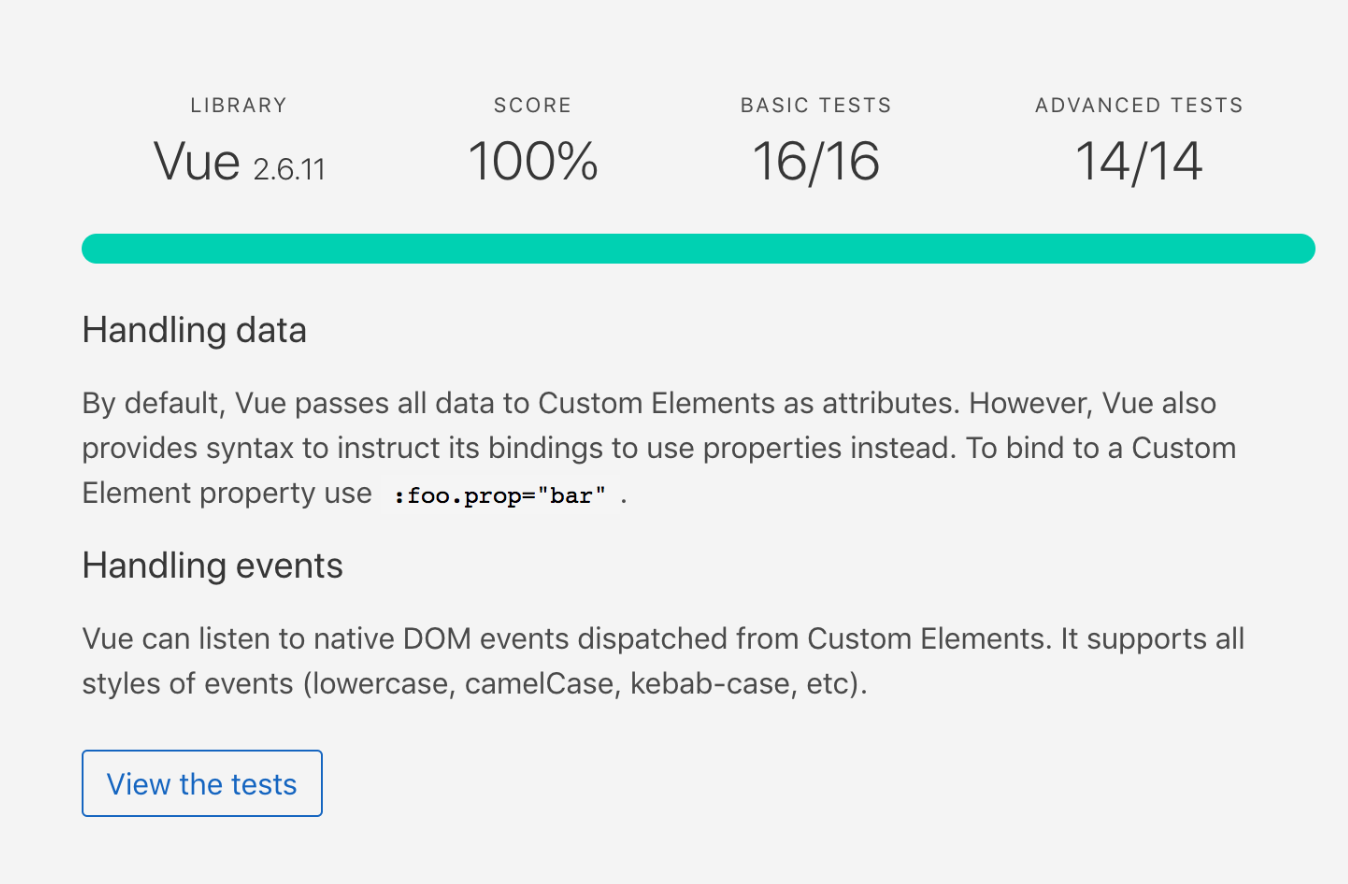 LIBRARY SCORE BASIC TESTS ADVANCED TESTS
Vue 2.6.11 100% 16/16 14/14
Handling data
By default, Vue passes all data to Custom Elements as attributes. However, Vue also
provides syntax to instruct its bindings to use properties instead. To bind to a Custom
Element property use :foo.prop="bar" .
Handling events
Vue can listen to native DOM events dispatched from Custom Elements. It supports all
styles of events (lowercase, camelCase, kebab-case, etc).
View the tests